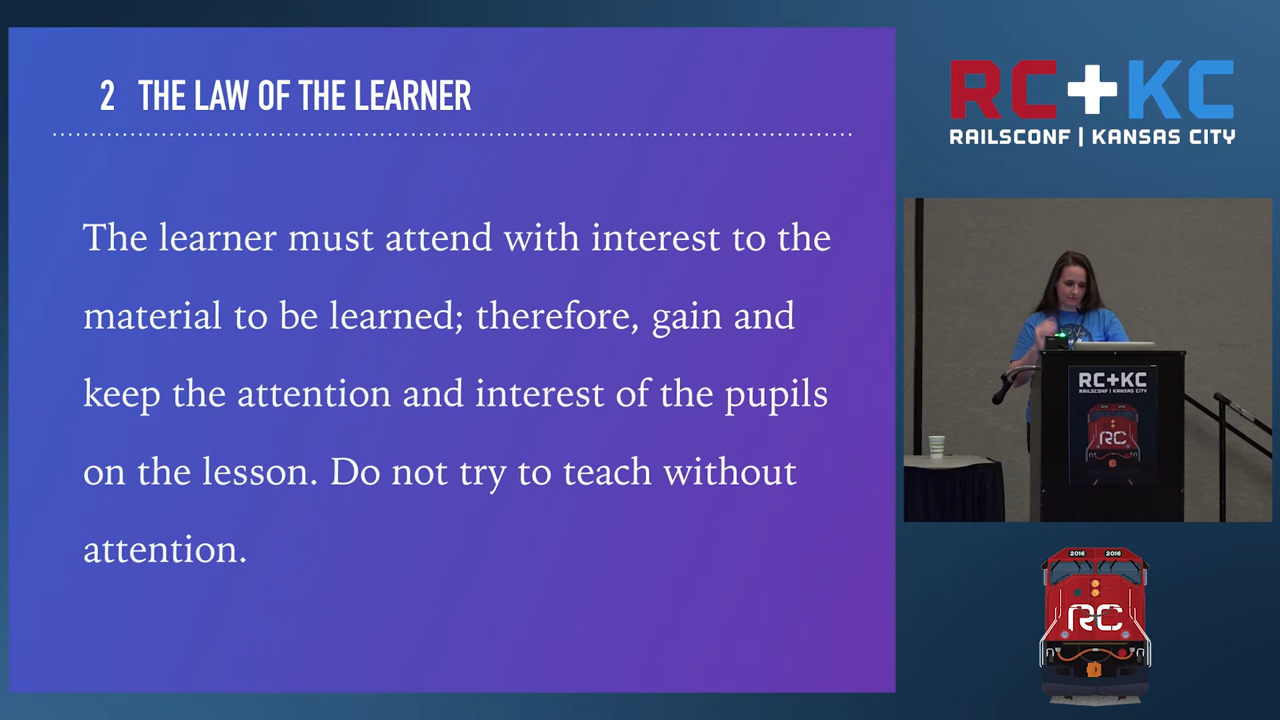 2 THE LAW OF THE LEARNER
The learner must attend with interest to the
material to be learned; therefore, gain and
keep the attention and interest of the pupils
on the lesson. Do not try to teach without
attention.
RC+KC
RAILSCONF | KANSAS CITY
RC+KC
RAILSCONF | KANSAS CITY
RC
2016 2016
RC